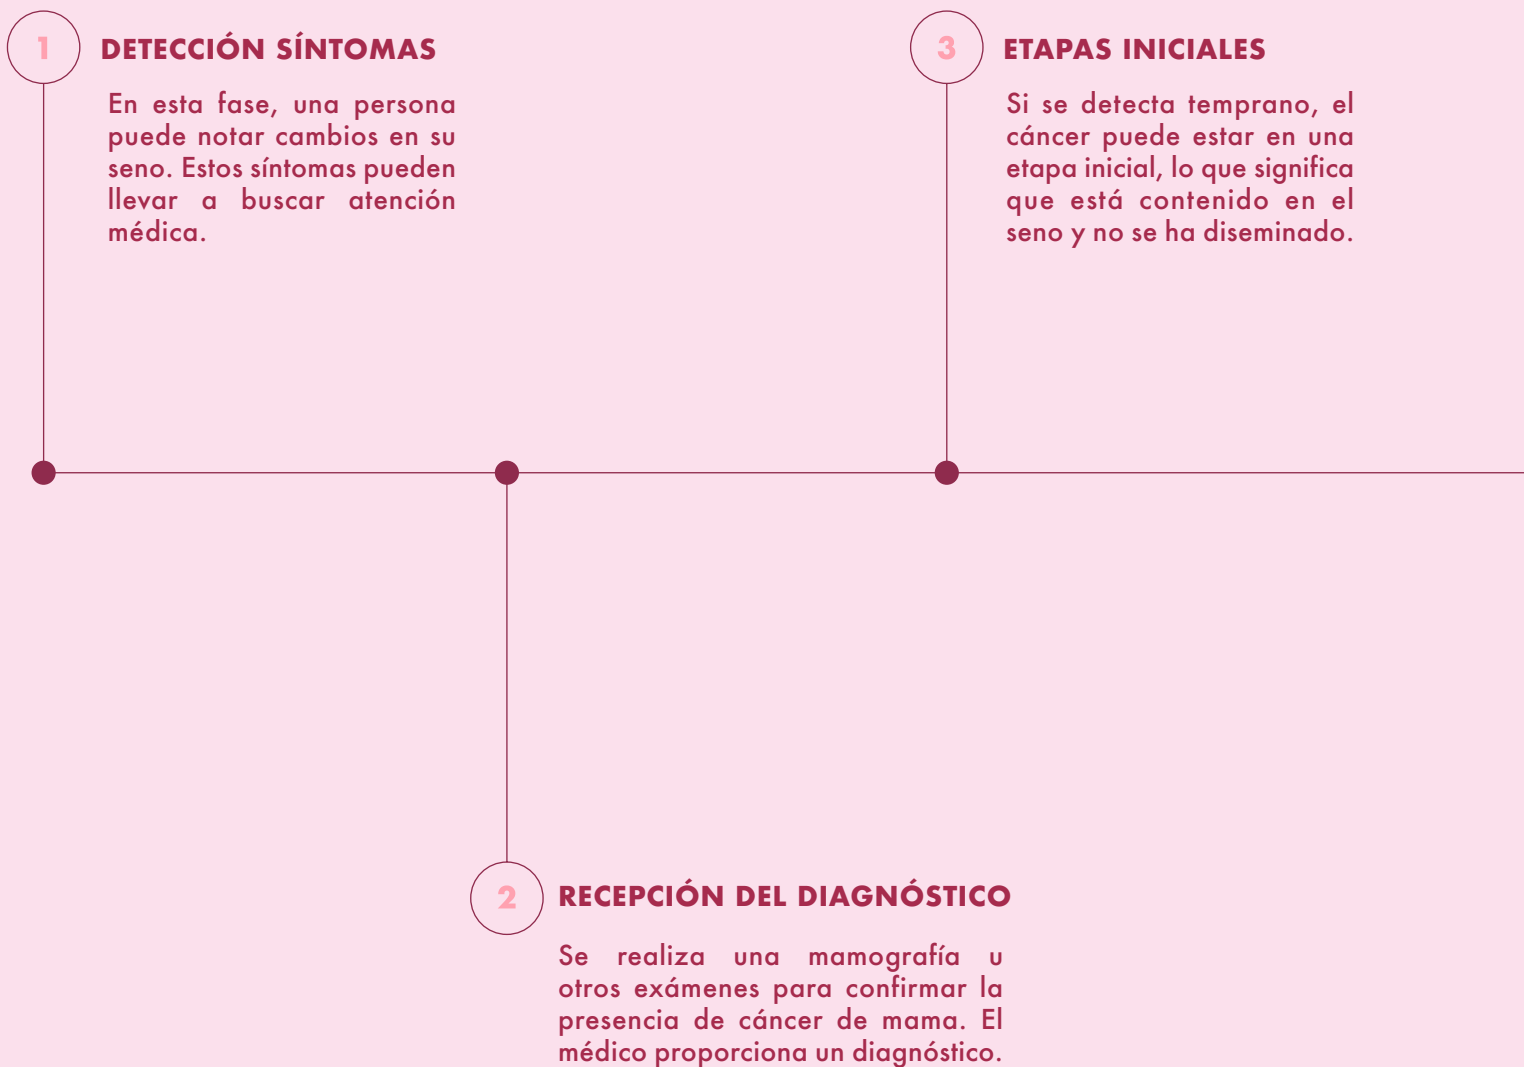 1
DETECCIÓN SÍNTOMAS
En esta fase, una persona
puede notar cambios en su
seno. Estos síntomas pueden
llevar a buscar atención
médica.
3
ETAPAS INICIALES
Si se detecta temprano, el
cáncer puede estar en una
etapa inicial, lo que significa
que está contenido en el
seno y no se ha diseminado.
2
RECEPCIÓN DEL DIAGNÓSTICO
Se realiza una mamografía u
otros exámenes para confirmar la
presencia de cáncer de mama. El
médico proporciona un diagnóstico.